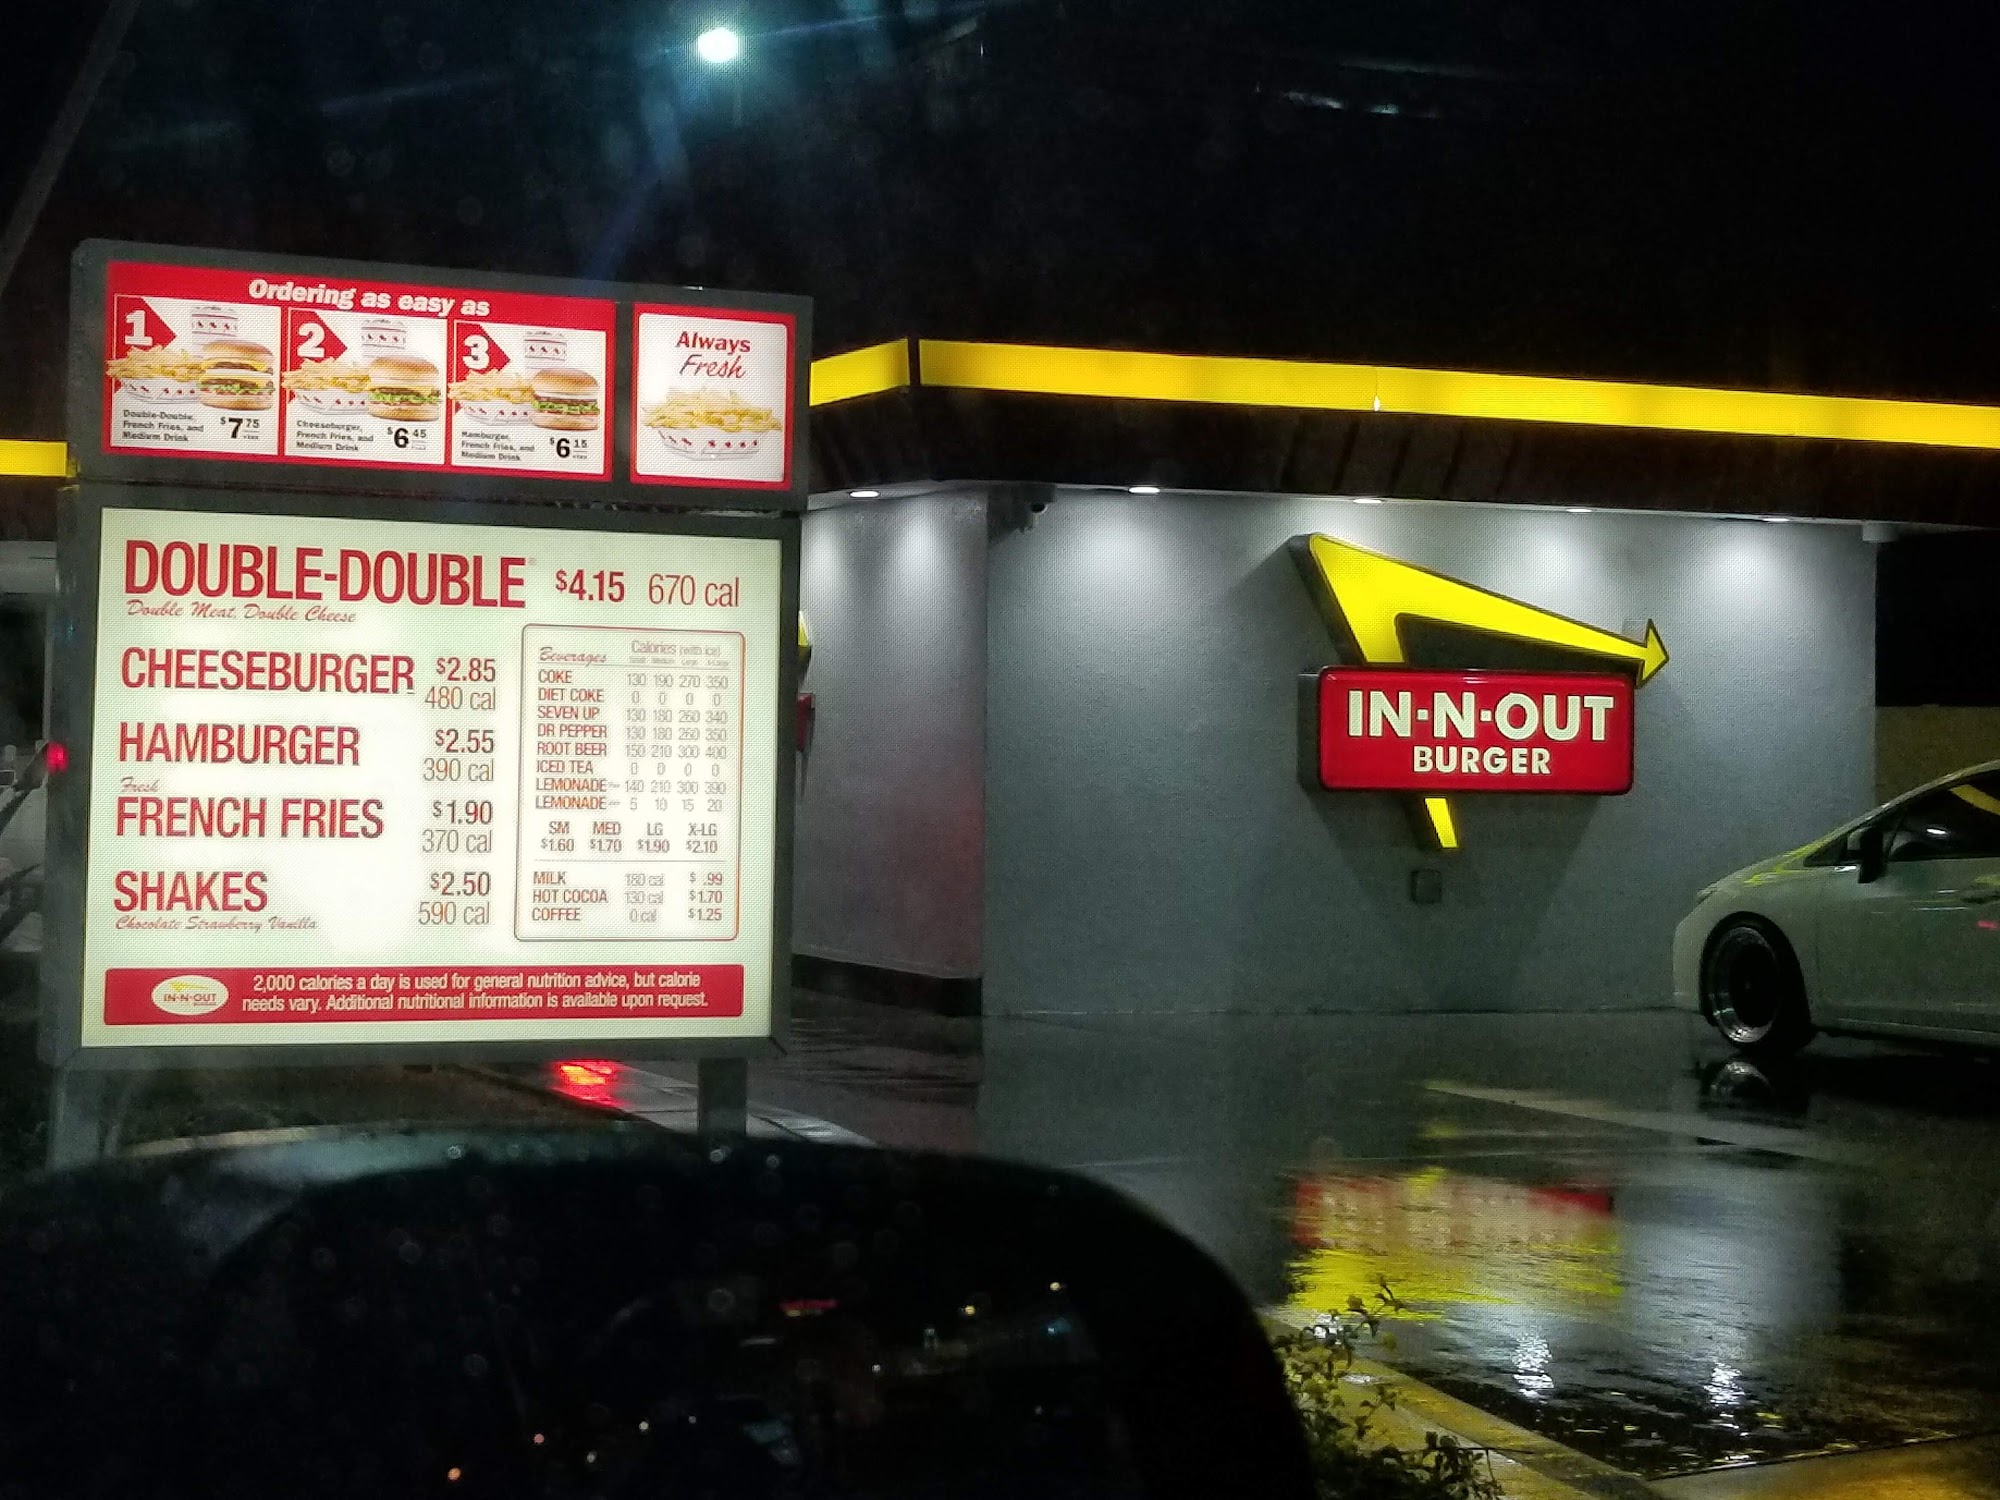 Ordering as easy as
1
Double-Double,
French Fries, and
Medium Drink
$7 75
2
Cheeseburger,
French Fries, and
Medium Drink
$6 45
3
Hamburger,
French Fries, and
Medium Drink
$6 15
Always
Fresh
DOUBLE-DOUBLE $4.15 670 cal
Double Meat, Double Cheese
CHEESEBURGER $2.85
480 cal
HAMBURGER $2.55
390 cal
Fresh
FRENCH FRIES $1.90
370 cal
SHAKES $2.50
590 cal
Chocolate Strawberry Vanilla
Beverages Calories (with ice)
COKE 130 190 270 350
DIET COKE 0 0 0 0
SEVEN UP 130 180 260 340
DR PEPPER 130 180 260 350
ROOT BEER 150 210 300 400
ICED TEA 0 0 0 0
LEMONADE 140 210 300 390
LEMONADE 5 10 15 20
SM MED LG X-LG
$1.60 $1.70 $1.90 $2.10
MILK 180 cal $ .99
HOT COCOA 130 cal $1.70
COFFEE 0 cal $1.25
IN-N-OUT
2,000 calories a day is used for general nutrition advice, but calorie
needs vary. Additional nutritional information is available upon request.
IN-N-OUT
BURGER